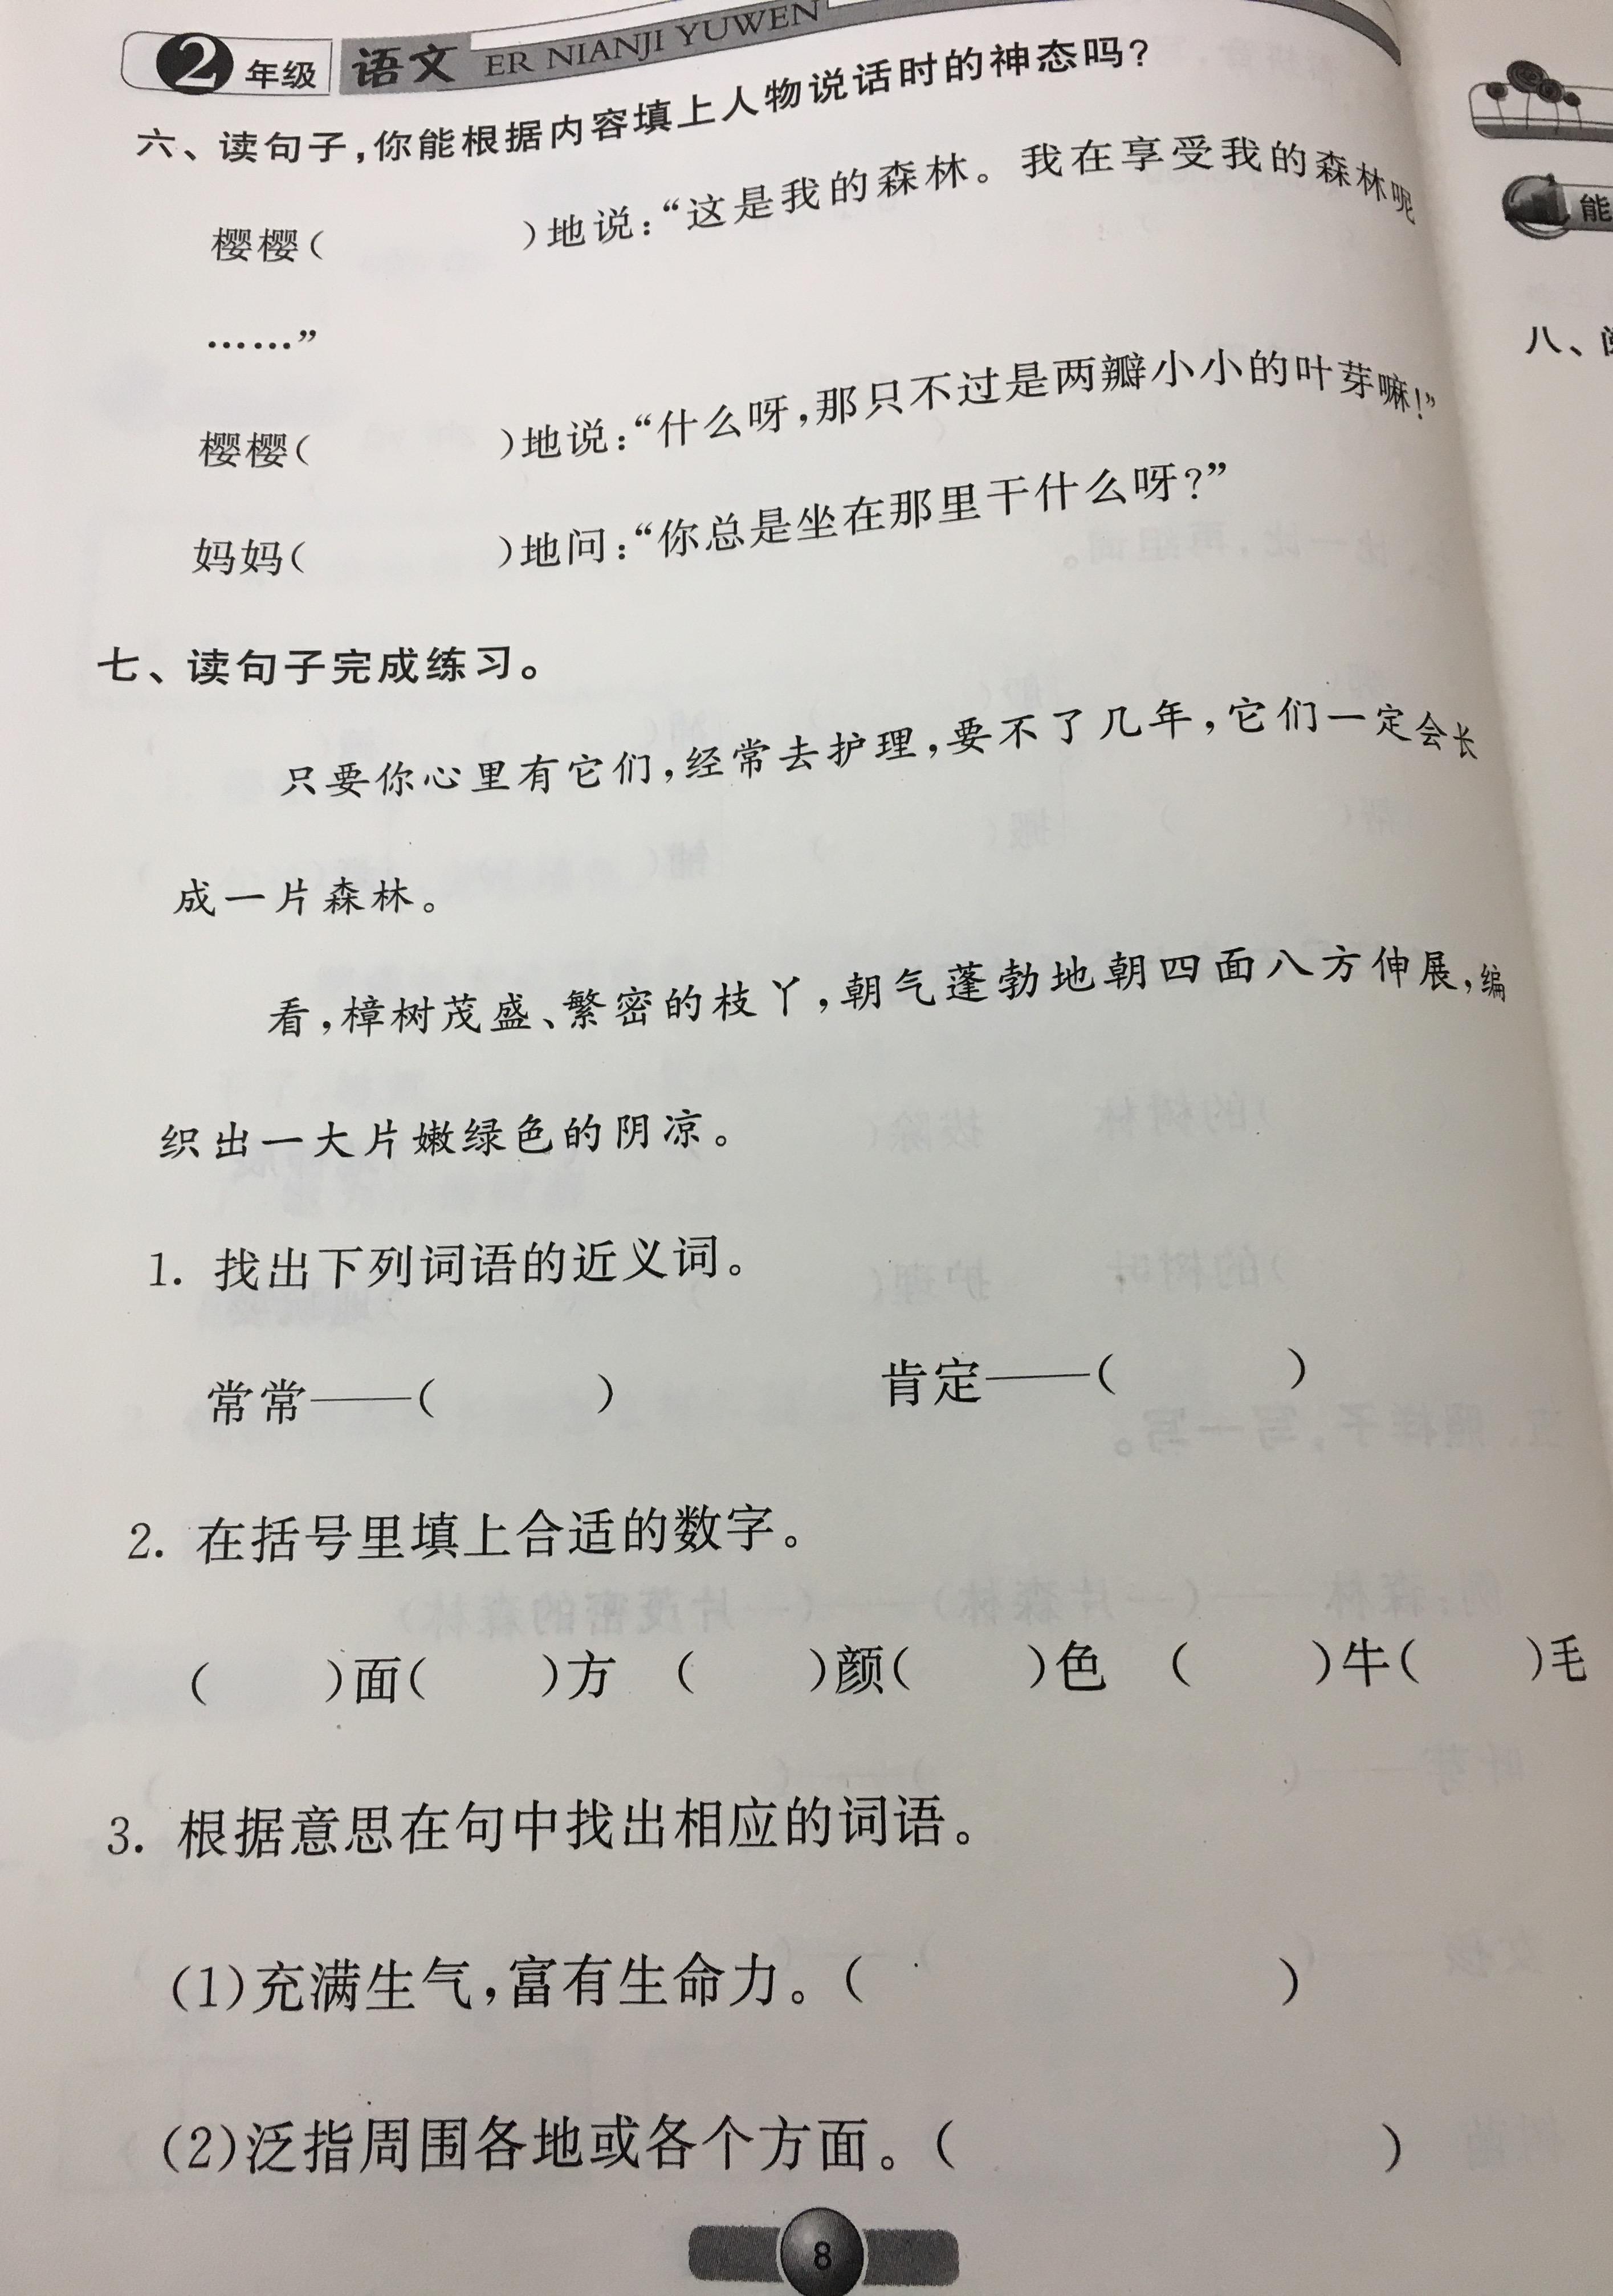 2年级 语文 ER NIANJI YUWEN
六、读句子,你能根据内容填上人物说话时的神态吗?
樱樱(　　　　)地说:“这是我的森林。我在享受我的森林呢
……”
樱樱(　　　　)地说:“什么呀,那只不过是两瓣小小的叶芽嘛!”
妈妈(　　　　)地问:“你总是坐在那里干什么呀?”
七、读句子完成练习。
只要你心里有它们,经常去护理,要不了几年,它们一定会长
成一片森林。
看,樟树茂盛、繁密的枝丫,朝气蓬勃地朝四面八方伸展,编
织出一大片嫩绿色的阴凉。
1. 找出下列词语的近义词。
常常——(　　　)　　　肯定——(　　　)
2. 在括号里填上合适的数字。
(　　)面(　　)方　(　　)颜(　　)色　(　　)牛(　　)毛
3. 根据意思在句中找出相应的词语。
(1)充满生气,富有生命力。(　　　　　　)
(2)泛指周围各地或各个方面。(　　　　　　)
8
能
八、